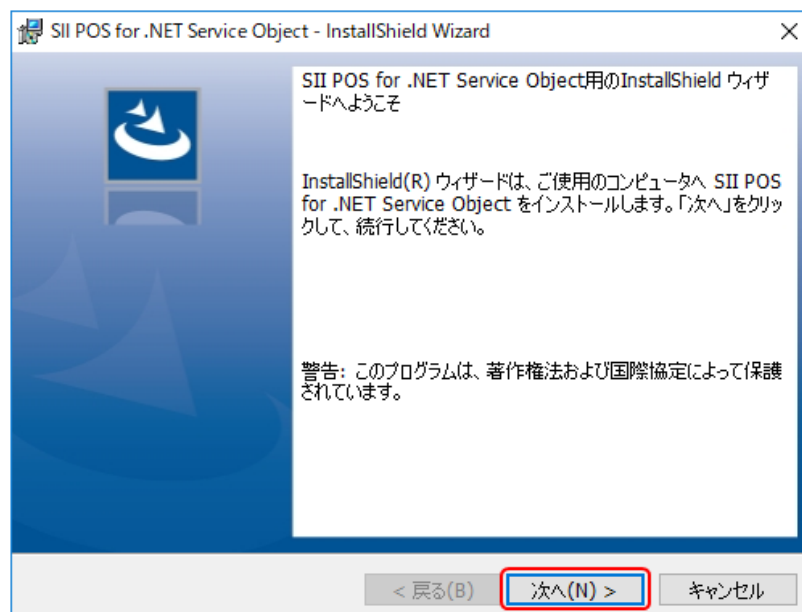 SII POS for .NET Service Object - InstallShield Wizard
SII POS for .NET Service Object用のInstallShield ウィザ
ードへようこそ
InstallShield(R) ウィザードは、ご使用のコンピュータへ SII POS
for .NET Service Object をインストールします。「次へ」をクリッ
クして、続行してください。
警告: このプログラムは、著作権法および国際協定によって保護
されています。
< 戻る(B)
次へ(N) >
キャンセル